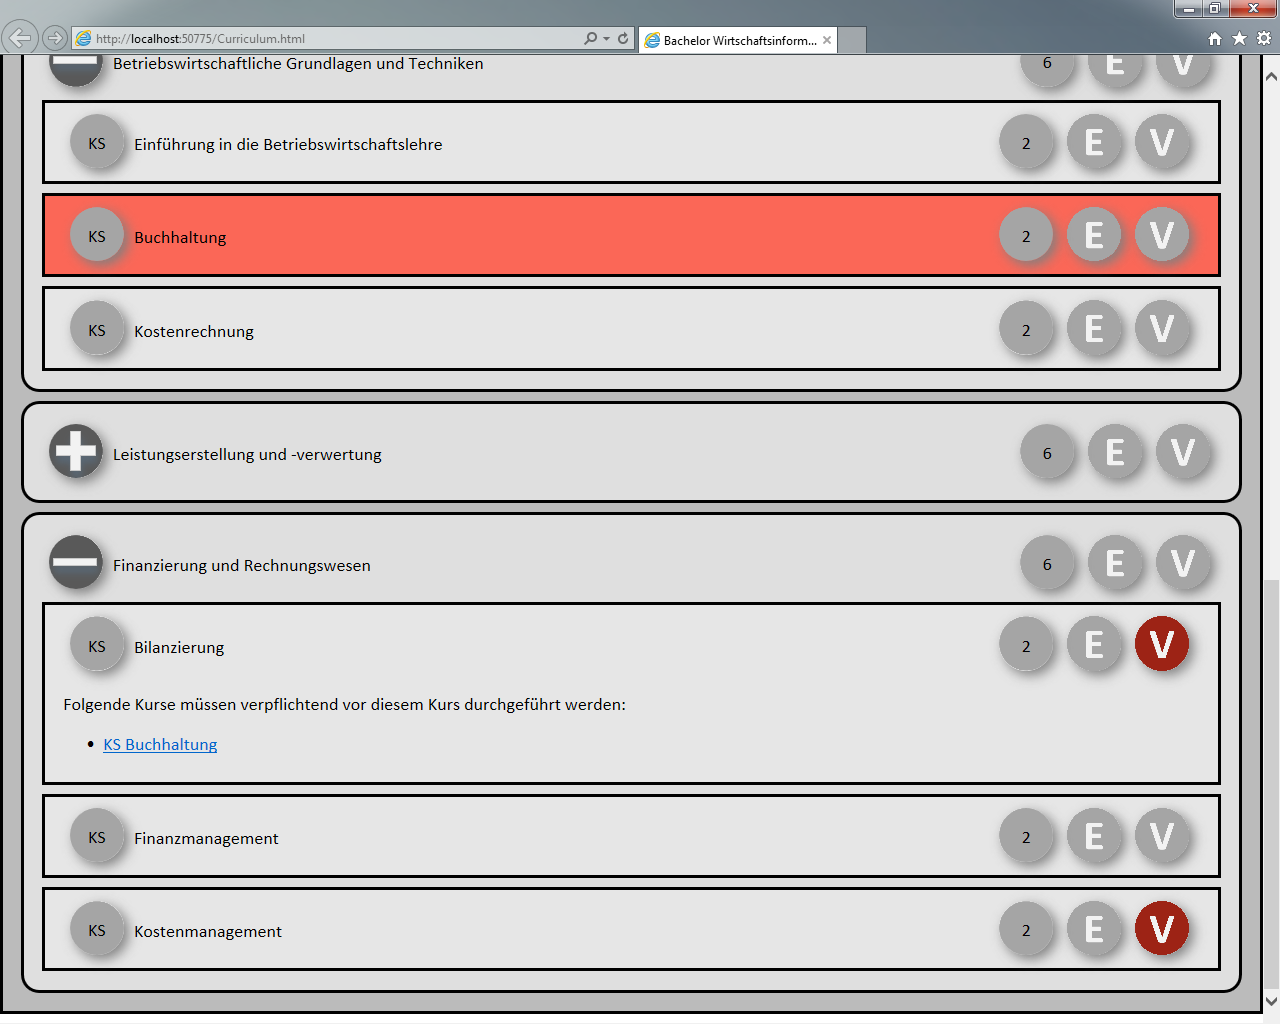 http://localhost:50775/Curriculum.html
Bachelor Wirtschaftsinform...
Betriebswirtschaftliche Grundlagen und Techniken 6 E V
KS Einführung in die Betriebswirtschaftslehre 2 E V
KS Buchhaltung 2 E V
KS Kostenrechnung 2 E V
Leistungserstellung und -verwertung 6 E V
Finanzierung und Rechnungswesen 6 E V
KS Bilanzierung 2 E V
Folgende Kurse müssen verpflichtend vor diesem Kurs durchgeführt werden:
• KS Buchhaltung
KS Finanzmanagement 2 E V
KS Kostenmanagement 2 E V